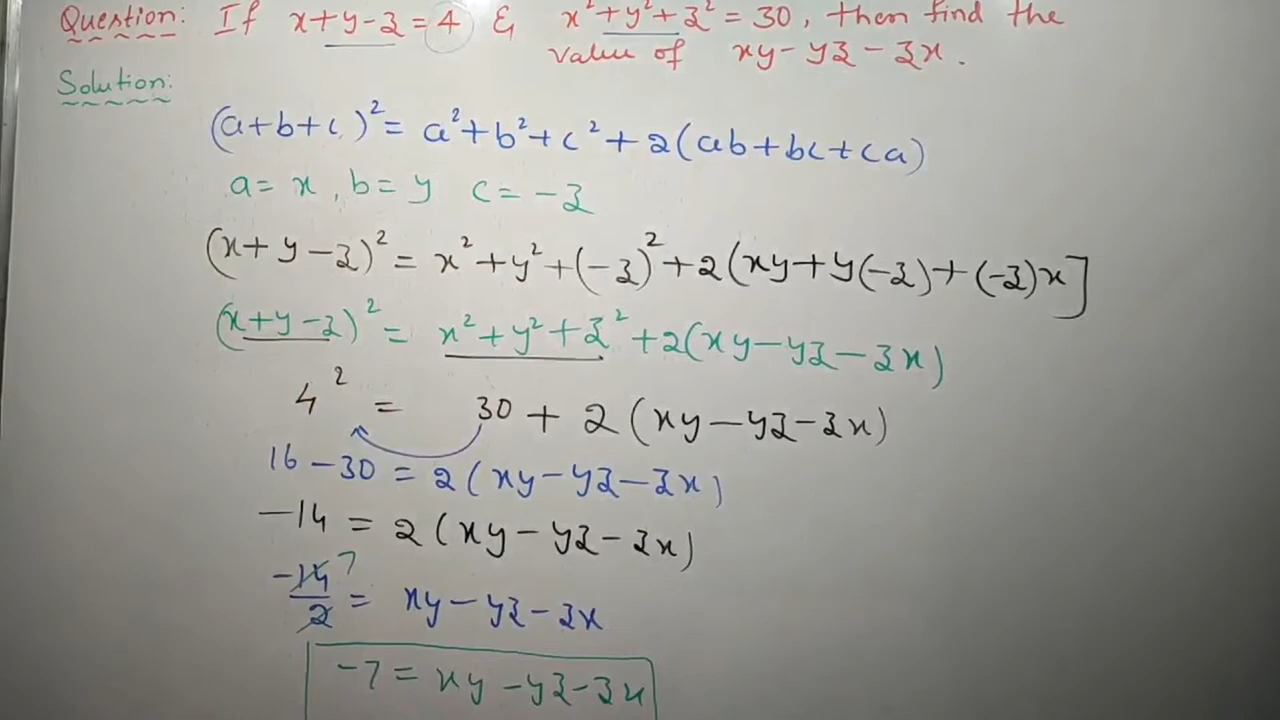 Question: If x+y-z=4 & x²+y²+z²=30, then find the
value of xy-yz-zx.
Solution:
(a+b+c)²= a²+b²+c²+2(ab+bc+ca)
a= x, b= y c= -z
(x+y-z)²= x²+y²+(-z)²+2(xy+y(-z)+(-z)x]
(x+y-z)²= x²+y²+z²+2(xy-yz-zx)
4² = 30+2(xy-yz-zx)
16-30=2(xy-yz-zx)
-14 = 2(xy-yz-zx)
-14/2 7 = xy-yz-zx
-7= xy-yz-zx